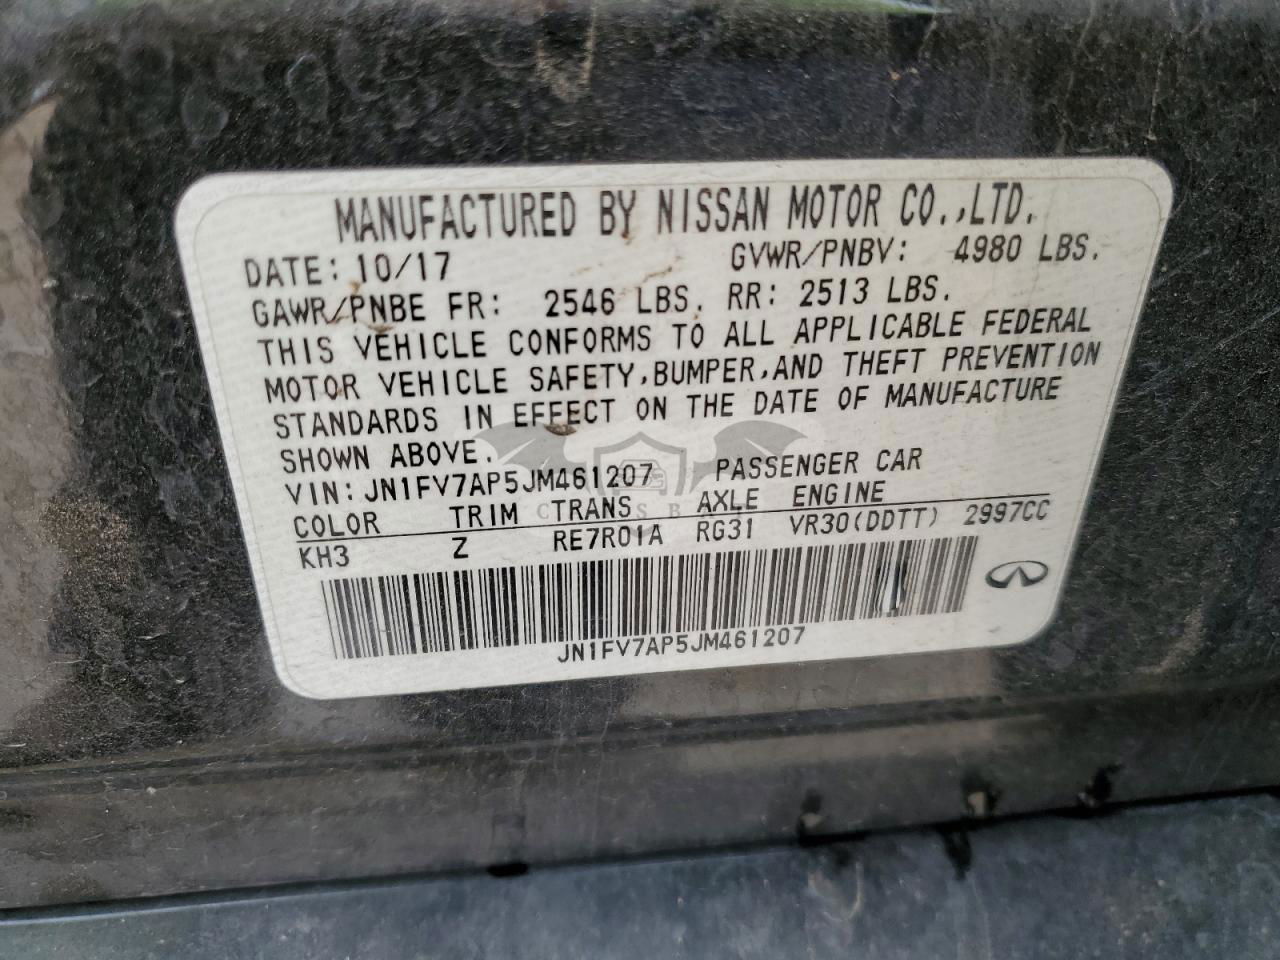 MANUFACTURED BY NISSAN MOTOR CO.,LTD.
DATE: 10/17 GVWR/PNBV: 4980 LBS.
GAWR/PNBE FR: 2546 LBS. RR: 2513 LBS.
THIS VEHICLE CONFORMS TO ALL APPLICABLE FEDERAL
MOTOR VEHICLE SAFETY,BUMPER,AND THEFT PREVENTION
STANDARDS IN EFFECT ON THE DATE OF MANUFACTURE
SHOWN ABOVE.
VIN: JN1FV7AP5JM461207 PASSENGER CAR
COLOR TRIM TRANS AXLE ENGINE
KH3 Z RE7R01A RG31 VR30(DDTT) 2997CC
JN1FV7AP5JM461207